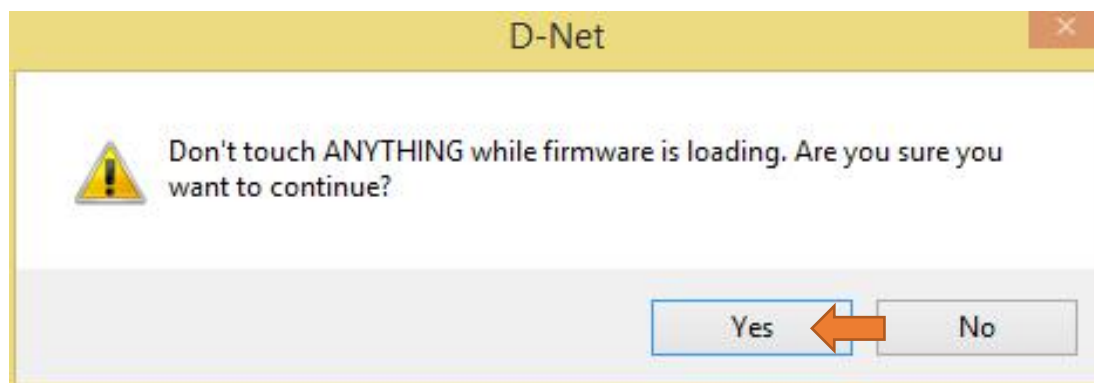 D-Net
Don't touch ANYTHING while firmware is loading. Are you sure you
want to continue?
Yes
No